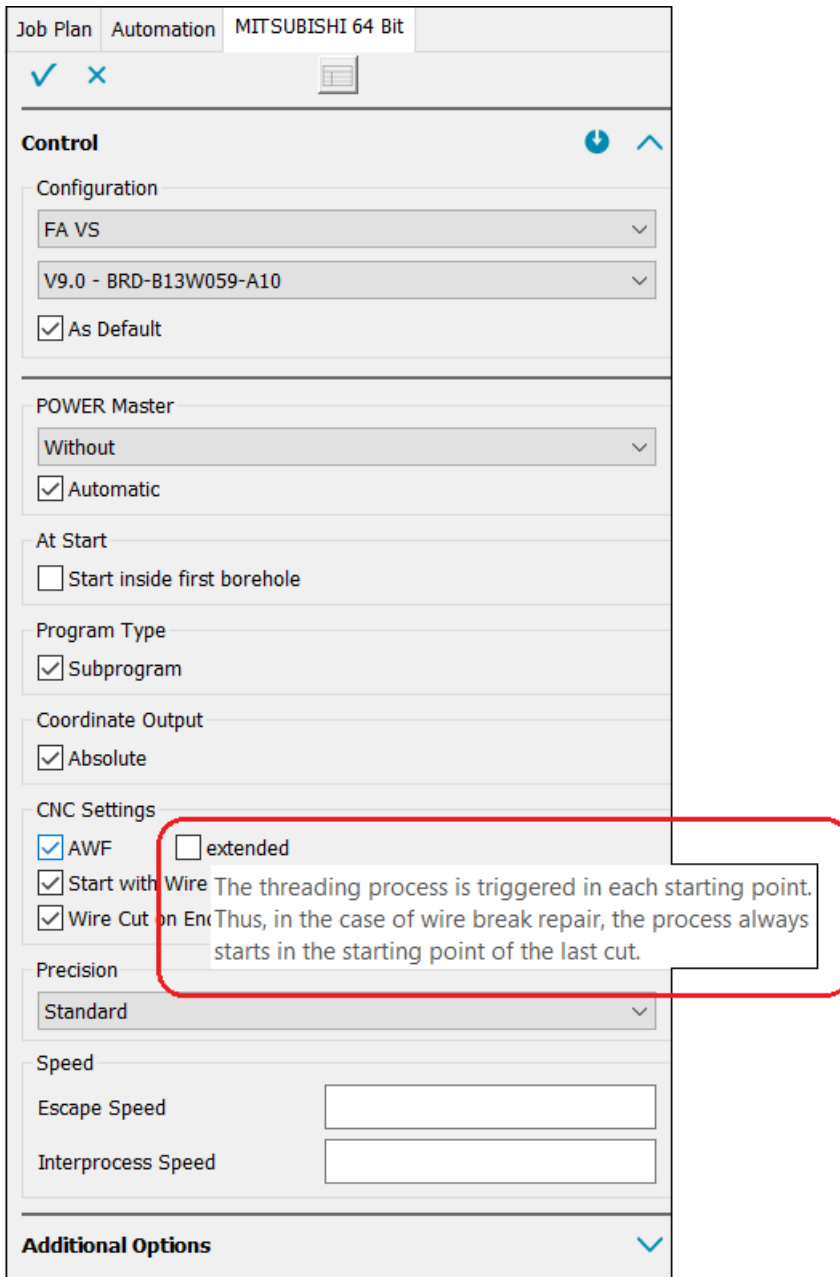 Job Plan Automation MITSUBISHI 64 Bit
Control
Configuration
FA VS
V9.0 - BRD-B13W059-A10
As Default
POWER Master
Without
Automatic
At Start
Start inside first borehole
Program Type
Subprogram
Coordinate Output
Absolute
CNC Settings
AWF extended
Start with Wire
Wire Cut on End
The threading process is triggered in each starting point.
Thus, in the case of wire break repair, the process always
starts in the starting point of the last cut.
Precision
Standard
Speed
Escape Speed
Interprocess Speed
Additional Options